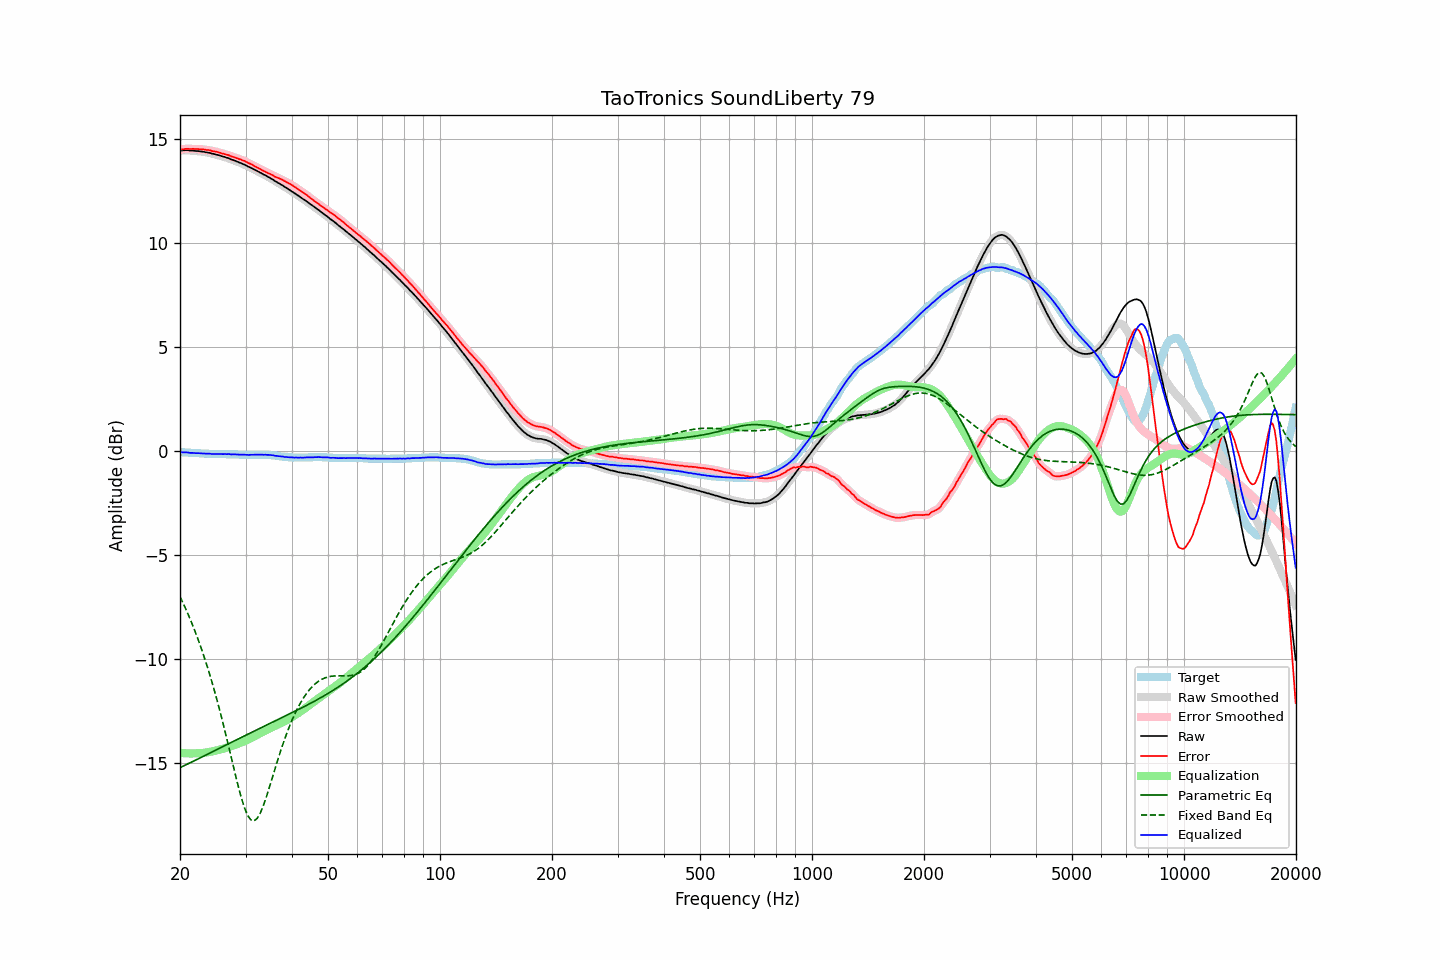 TaoTronics SoundLiberty 79
Amplitude (dBr)
15
10
5
0
−5
−10
−15
20
50
100
200
500
1000
2000
5000
10000
20000
Frequency (Hz)
Target
Raw Smoothed
Error Smoothed
Raw
Error
Equalization
Parametric Eq
Fixed Band Eq
Equalized